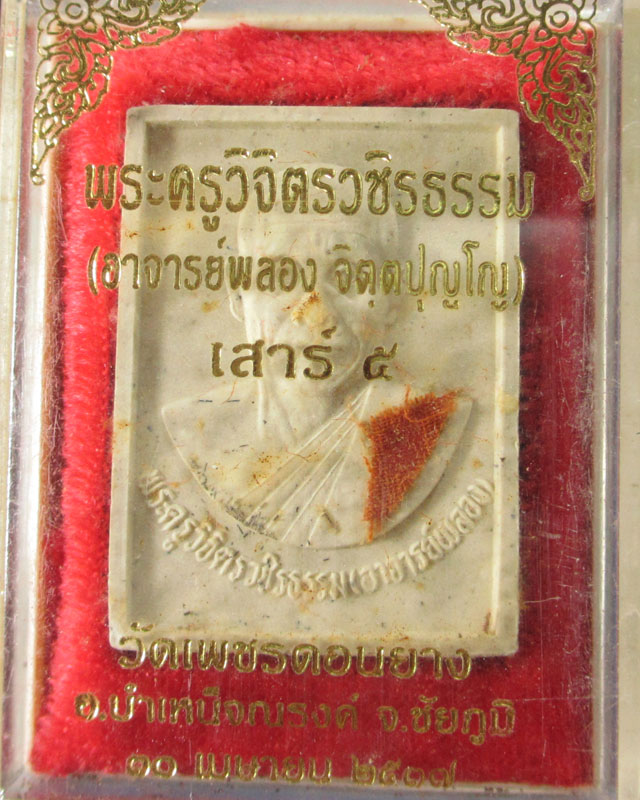 พระครูวิจิตรวชิรธรรม
(อาจารย์พลอง จิตฺตปุญฺโญ)
เสาร์ ๕
พระครูวิจิตรวชิรธรรม(อาจารย์พลอง)
วัดเพชรดอนยาง
อ.บำเหน็จณรงค์ จ.ชัยภูมิ
๑๐ เมษายน ๒๕๑๗